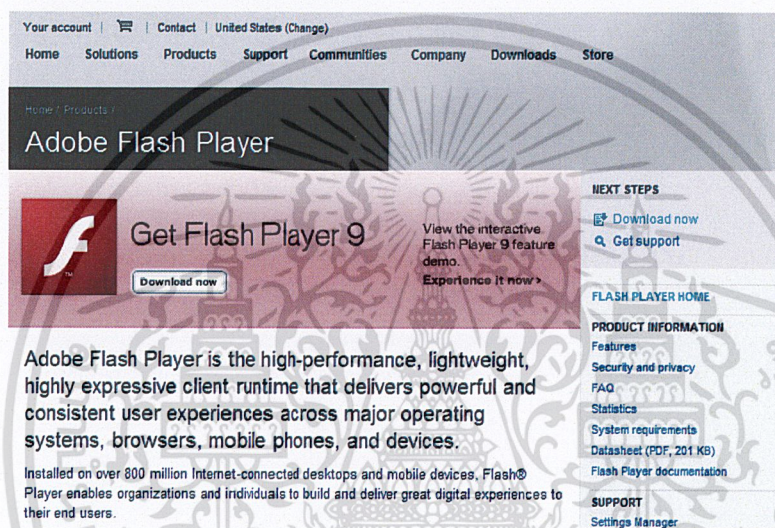 Your account | | Contact | United States (Change)
Home Solutions Products Support Communities Company Downloads Store
Home / Products /
Adobe Flash Player
Get Flash Player 9
Download now
View the interactive
Flash Player 9 feature
demo.
Experience it now ›
Adobe Flash Player is the high-performance, lightweight,
highly expressive client runtime that delivers powerful and
consistent user experiences across major operating
systems, browsers, mobile phones, and devices.
Installed on over 800 million Internet-connected desktops and mobile devices, Flash®
Player enables organizations and individuals to build and deliver great digital experiences to
their end users.
NEXT STEPS
Download now
Get support
FLASH PLAYER HOME
PRODUCT INFORMATION
Features
Security and privacy
FAQ
Statistics
System requirements
Datasheet (PDF, 201 KB)
Flash Player documentation
SUPPORT
Settings Manager